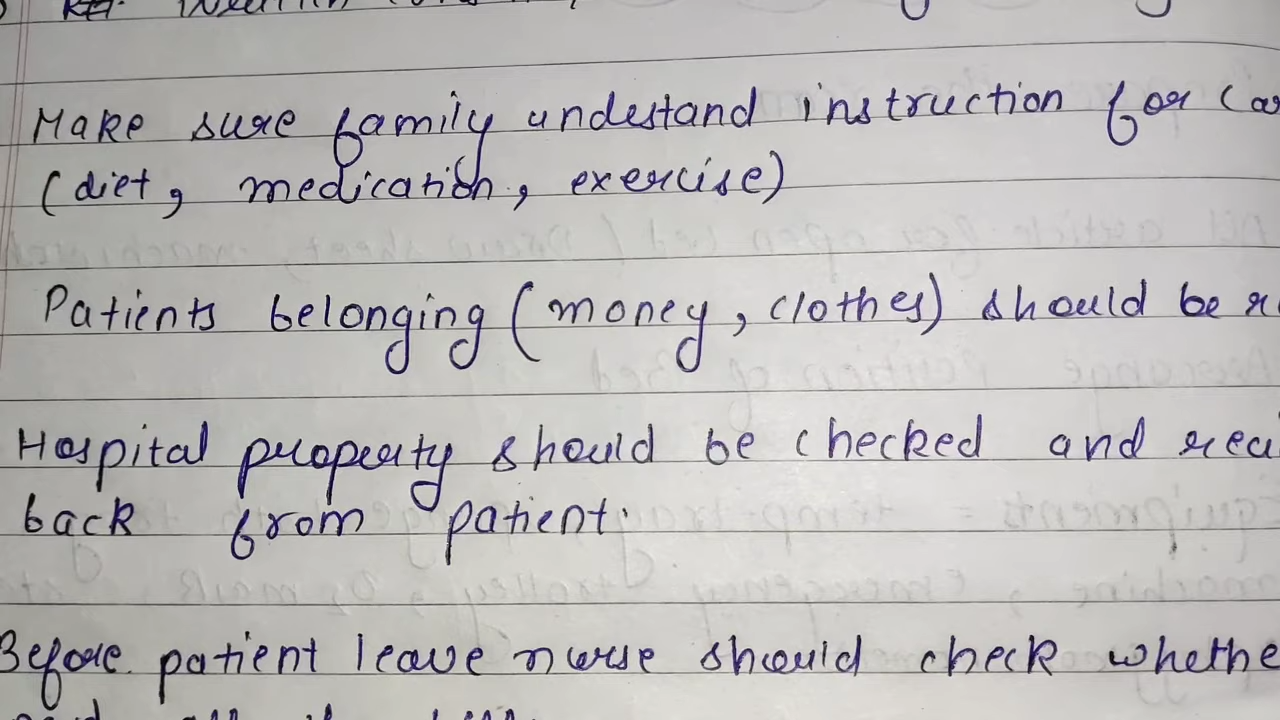 Make sure family undestand instruction for
(diet, medication, exercise)
Patients belonging (money, clothes) should be
Hospital property should be checked and
back from patient.
Before patient leave nurse should check